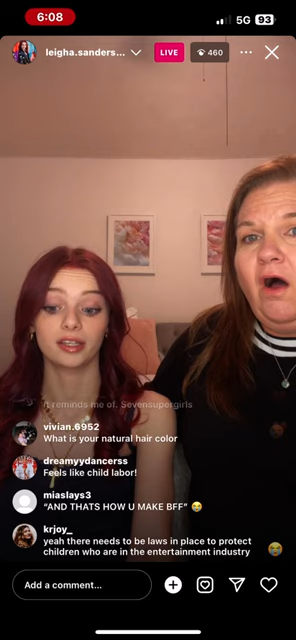 6:08
5G 93
leigha.sanders...
LIVE
460
It reminds me of. Sevensupergirls
vivian.6952
What is your natural hair color
dreamyydancerss
Feels like child labor!
miaslays3
“AND THATS HOW U MAKE BFF” 😭
krjoy_
yeah there needs to be laws in place to protect
children who are in the entertainment industry
Add a comment...